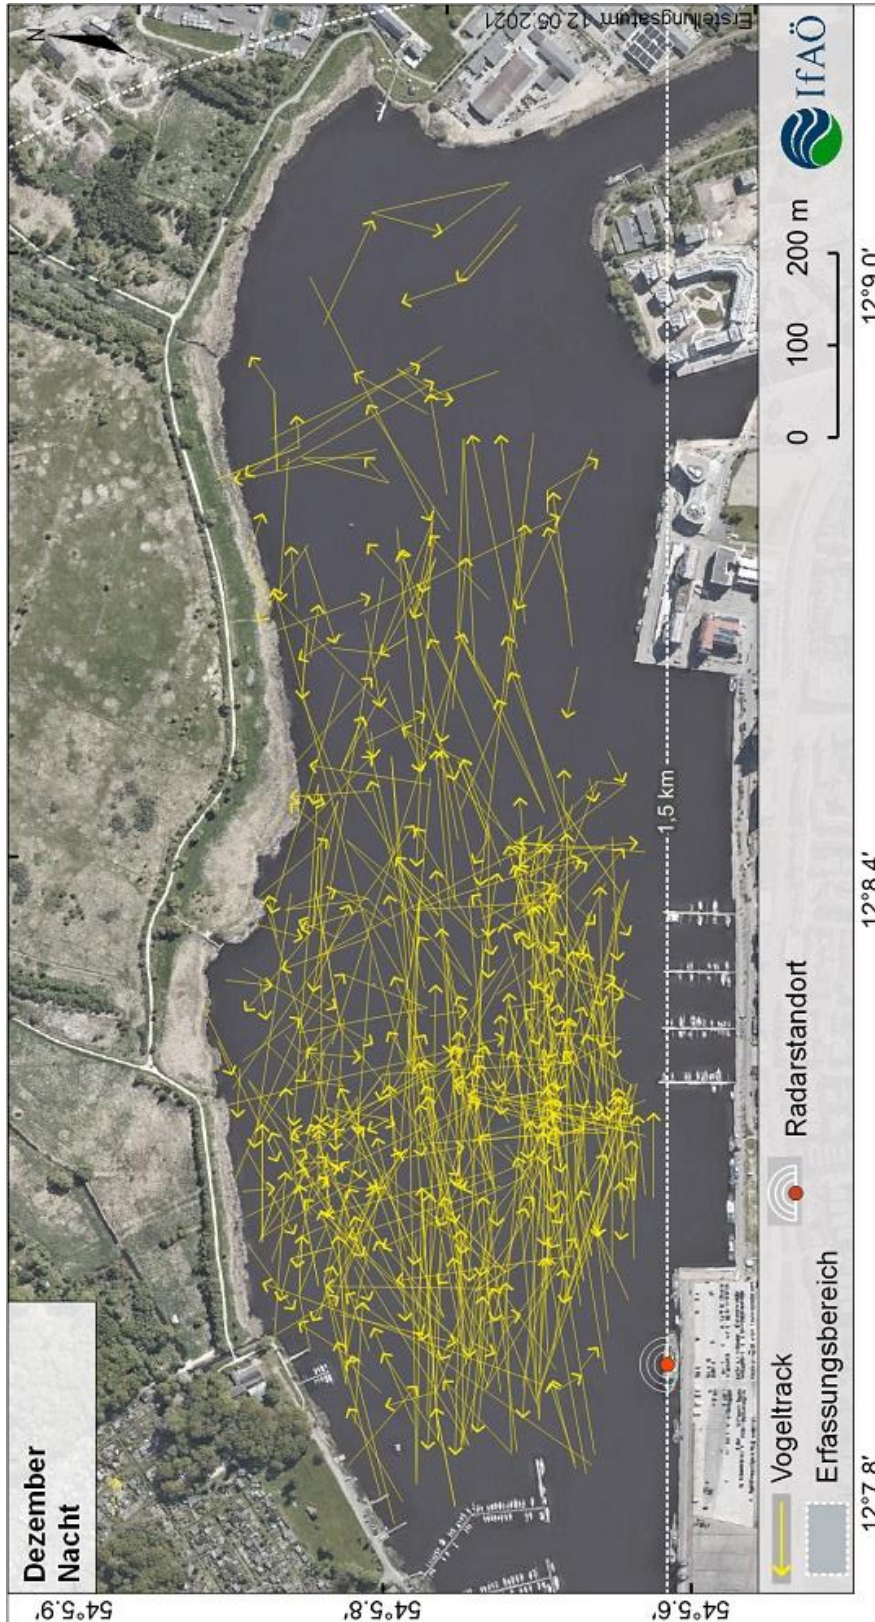 Dezember
Nacht
N
Erstellungsdatum: 12.05.2021
1,5 km
Vogeltrack
Erfassungsbereich
Radarstandort
0 100 200 m
IfAÖ
54°5.9'
54°5.8'
54°5.6'
12°7.8'
12°8.4'
12°9.0'